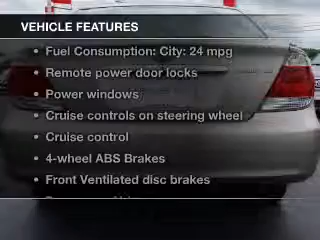 VEHICLE FEATURES
• Fuel Consumption: City: 24 mpg
• Remote power door locks
• Power windows
• Cruise controls on steering wheel
• Cruise control
• 4-wheel ABS Brakes
• Front Ventilated disc brakes